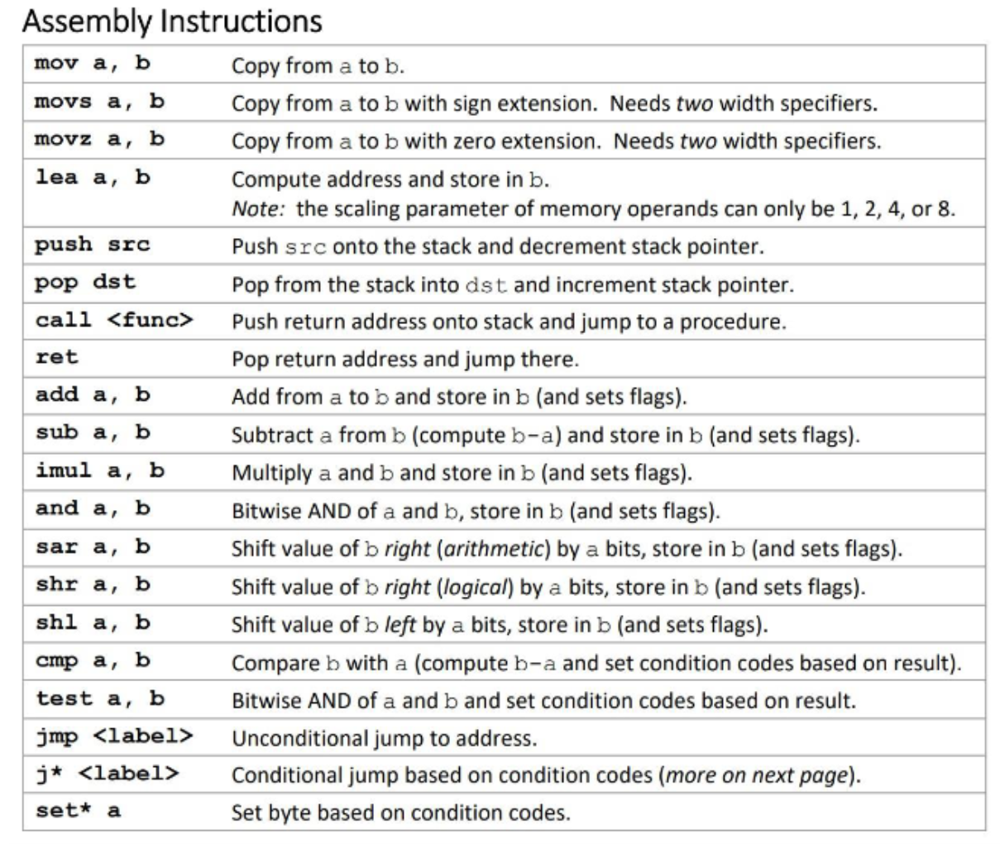 Assembly Instructions
mov a, b Copy from a to b.
movs a, b Copy from a to b with sign extension. Needs two width specifiers.
movz a, b Copy from a to b with zero extension. Needs two width specifiers.
lea a, b Compute address and store in b.
Note: the scaling parameter of memory operands can only be 1, 2, 4, or 8.
push src Push src onto the stack and decrement stack pointer.
pop dst Pop from the stack into dst and increment stack pointer.
call <func> Push return address onto stack and jump to a procedure.
ret Pop return address and jump there.
add a, b Add from a to b and store in b (and sets flags).
sub a, b Subtract a from b (compute b-a) and store in b (and sets flags).
imul a, b Multiply a and b and store in b (and sets flags).
and a, b Bitwise AND of a and b, store in b (and sets flags).
sar a, b Shift value of b right (arithmetic) by a bits, store in b (and sets flags).
shr a, b Shift value of b right (logical) by a bits, store in b (and sets flags).
shl a, b Shift value of b left by a bits, store in b (and sets flags).
cmp a, b Compare b with a (compute b-a and set condition codes based on result).
test a, b Bitwise AND of a and b and set condition codes based on result.
jmp <label> Unconditional jump to address.
j* <label> Conditional jump based on condition codes (more on next page).
set* a Set byte based on condition codes.